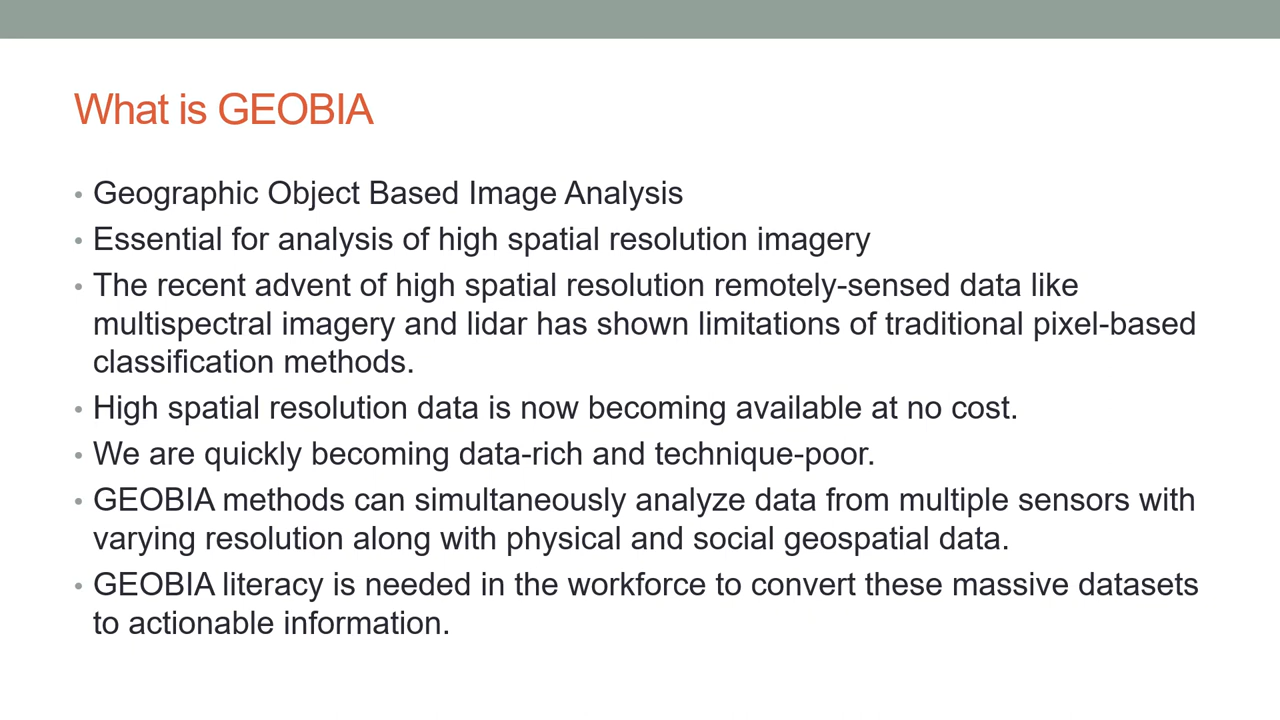 What is GEOBIA
• Geographic Object Based Image Analysis
• Essential for analysis of high spatial resolution imagery
• The recent advent of high spatial resolution remotely-sensed data like
multispectral imagery and lidar has shown limitations of traditional pixel-based
classification methods.
• High spatial resolution data is now becoming available at no cost.
• We are quickly becoming data-rich and technique-poor.
• GEOBIA methods can simultaneously analyze data from multiple sensors with
varying resolution along with physical and social geospatial data.
• GEOBIA literacy is needed in the workforce to convert these massive datasets
to actionable information.